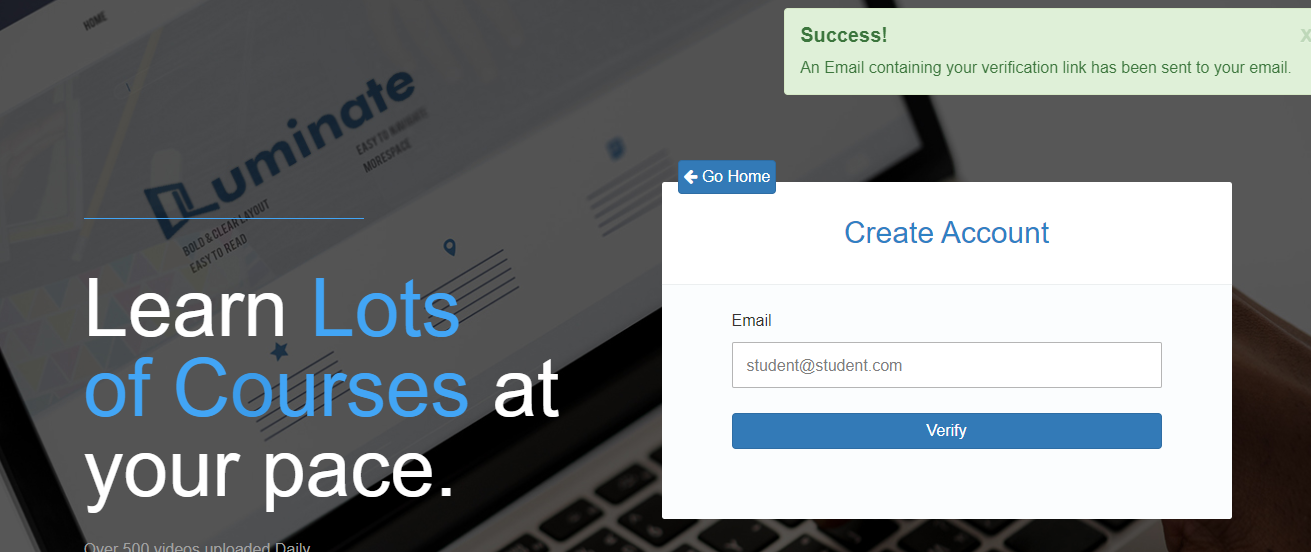 HOME
Success!
x
An Email containing your verification link has been sent to your email.
Luminate
EASY TO NAVIGATE
MORESPACE
BOLD & CLEAR LAYOUT
EASY TO READ
Go Home
Create Account
Learn Lots
of Courses at
your pace.
Over 500 videos uploaded Daily
Email
student@student.com
Verify